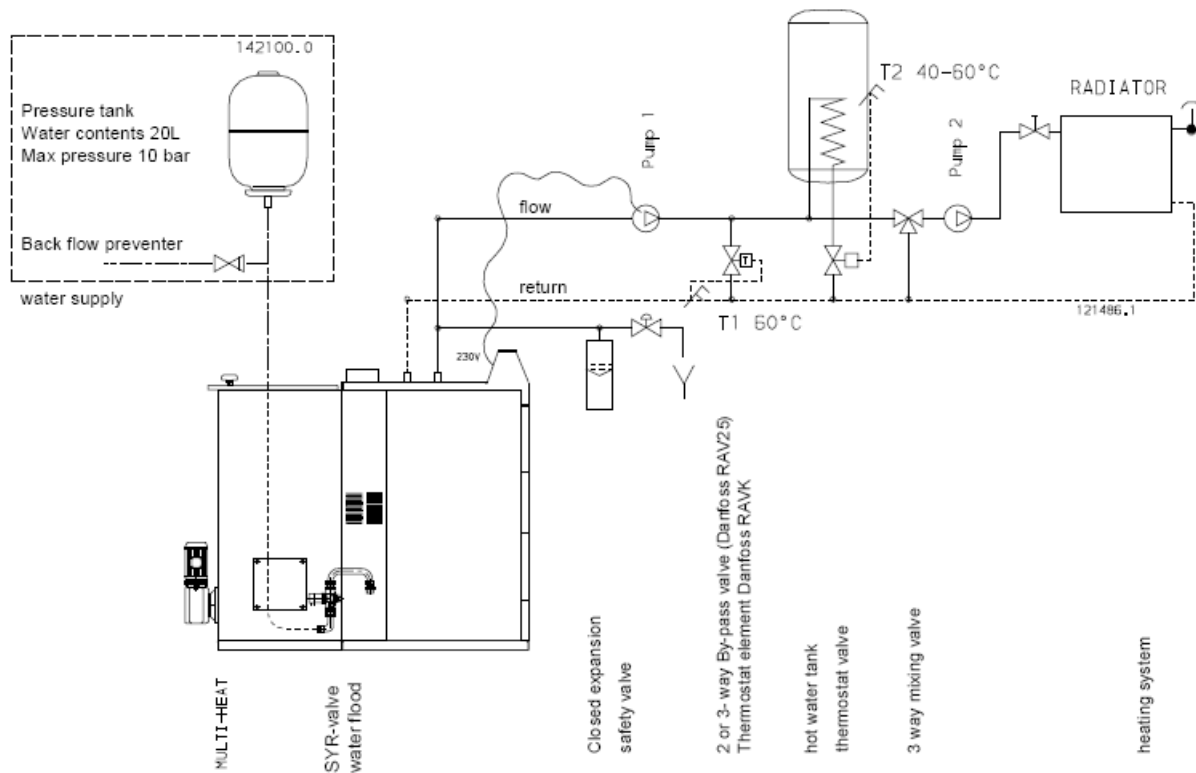 142100.0
Pressure tank
Water contents 20L
Max pressure 10 bar
Back flow preventer
water supply
flow
return
230V
Pump 1
T2 40-60°C
Pump 2
RADIATOR
T1 60°C
121486.1
MULTI-HEAT
SYR-valve
water flood
Closed expansion
safety valve
2 or 3- way By-pass valve (Danfoss RAV25)
Thermostat element Danfoss RAVK
hot water tank
thermostat valve
3 way mixing valve
heating system
T